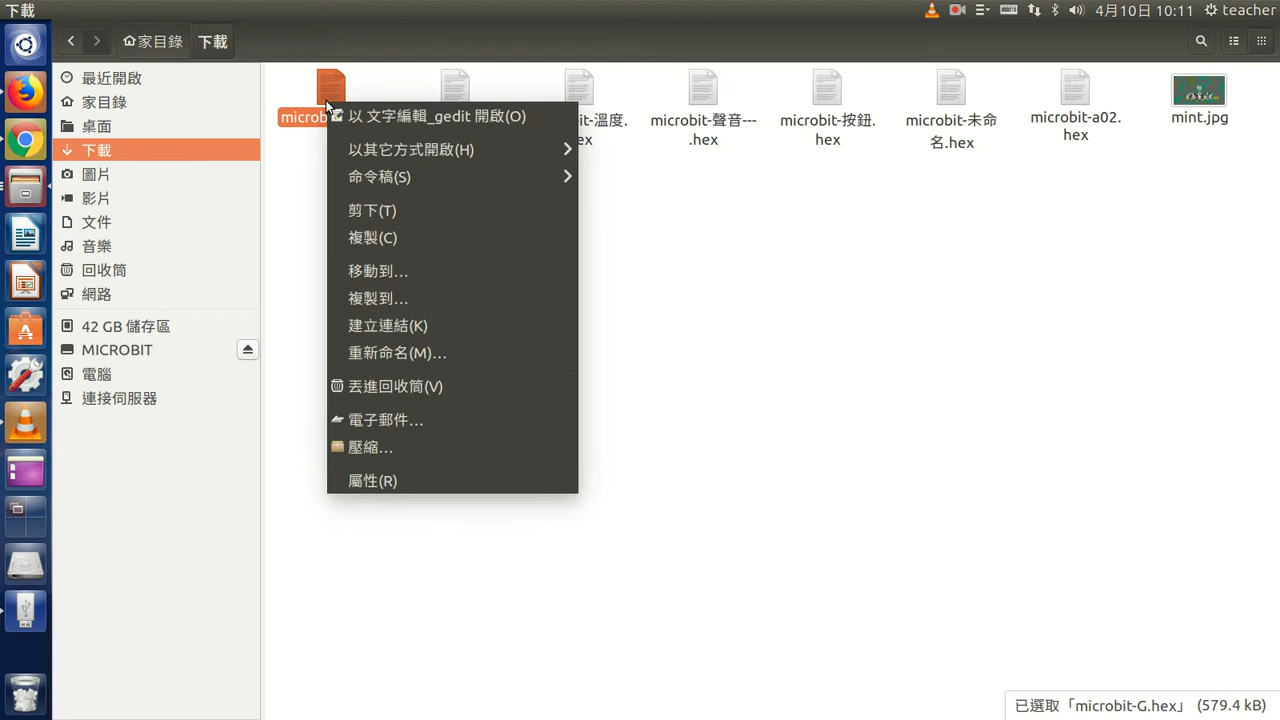 下載
4月10日 10:11
teacher
家目錄
下載
最近開啟
家目錄
桌面
下載
圖片
影片
文件
音樂
回收筒
網路
42 GB 儲存區
MICROBIT
電腦
連接伺服器
microb
-溫度.
ex
microbit-聲音---
.hex
microbit-按鈕.
hex
microbit-未命
名.hex
microbit-a02.
hex
mint.jpg
以 文字編輯_gedit 開啟(O)
以其它方式開啟(H)
命令稿(S)
剪下(T)
複製(C)
移動到...
複製到...
建立連結(K)
重新命名(M)...
丟進回收筒(V)
電子郵件...
壓縮...
屬性(R)
已選取「microbit-G.hex」 (579.4 kB)